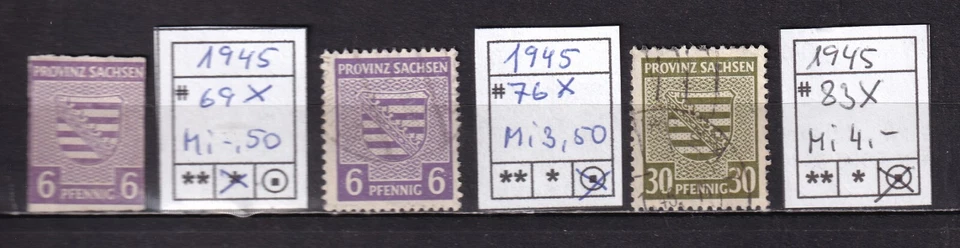 PROVINZ SACHSEN
6 6
PFENNIG
1945
# 69 X
Mi -,50
** * ⊙
PROVINZ SACHSEN
6 6
PFENNIG
1945
# 76 X
Mi 3,50
** * ⊙
PROVINZ SACHSEN
30 30
PFENNIG
1945
# 83X
Mi 4.-
** * ⊙